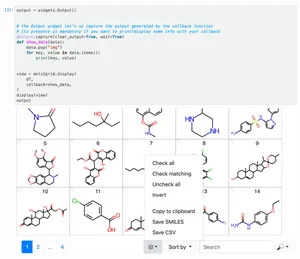 [3]: output = widgets.Output()
# the Output widget let's us capture the output generated by the callback function
# its presence is mandatory if you want to print/display some info with your callback
@output.capture(clear_output=True, wait=True)
def show_data(data):
data.pop("img")
for key, value in data.items():
print(key, value)
view = mols2grid.display(
df,
callback=show_data,
)
display(view)
output
5 6 7 8 9
10 11 13 14
Check all
Check matching
Uncheck all
Invert
Copy to clipboard
Save SMILES
Save CSV
1 2 ... 4 Sort by Search